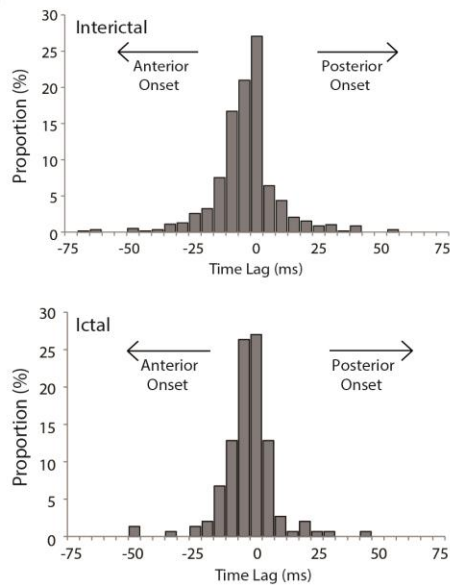 30
Interictal
25
Anterior
Onset
Posterior
Onset
20
15
10
5
0
Proportion (%)
-75 -50 -25 0 25 50 75
Time Lag (ms)
30
Ictal
25
Anterior
Onset
Posterior
Onset
20
15
10
5
0
Proportion (%)
-75 -50 -25 0 25 50 75
Time Lag (ms)